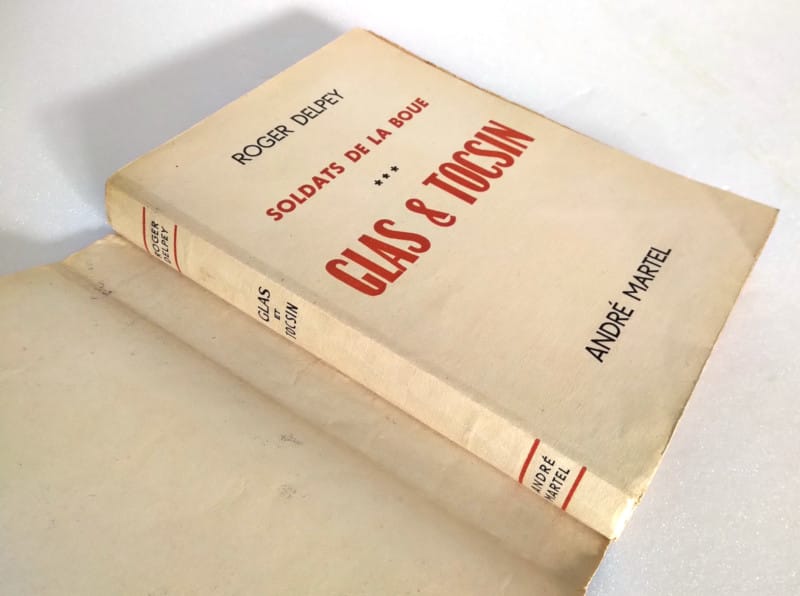 ROGER DELPEY
SOLDATS DE LA BOUE
***
GLAS & TOCSIN
ANDRÉ MARTEL
ROGER
DELPEY
GLAS
ET
TOCSIN
ANDRÉ
MARTEL